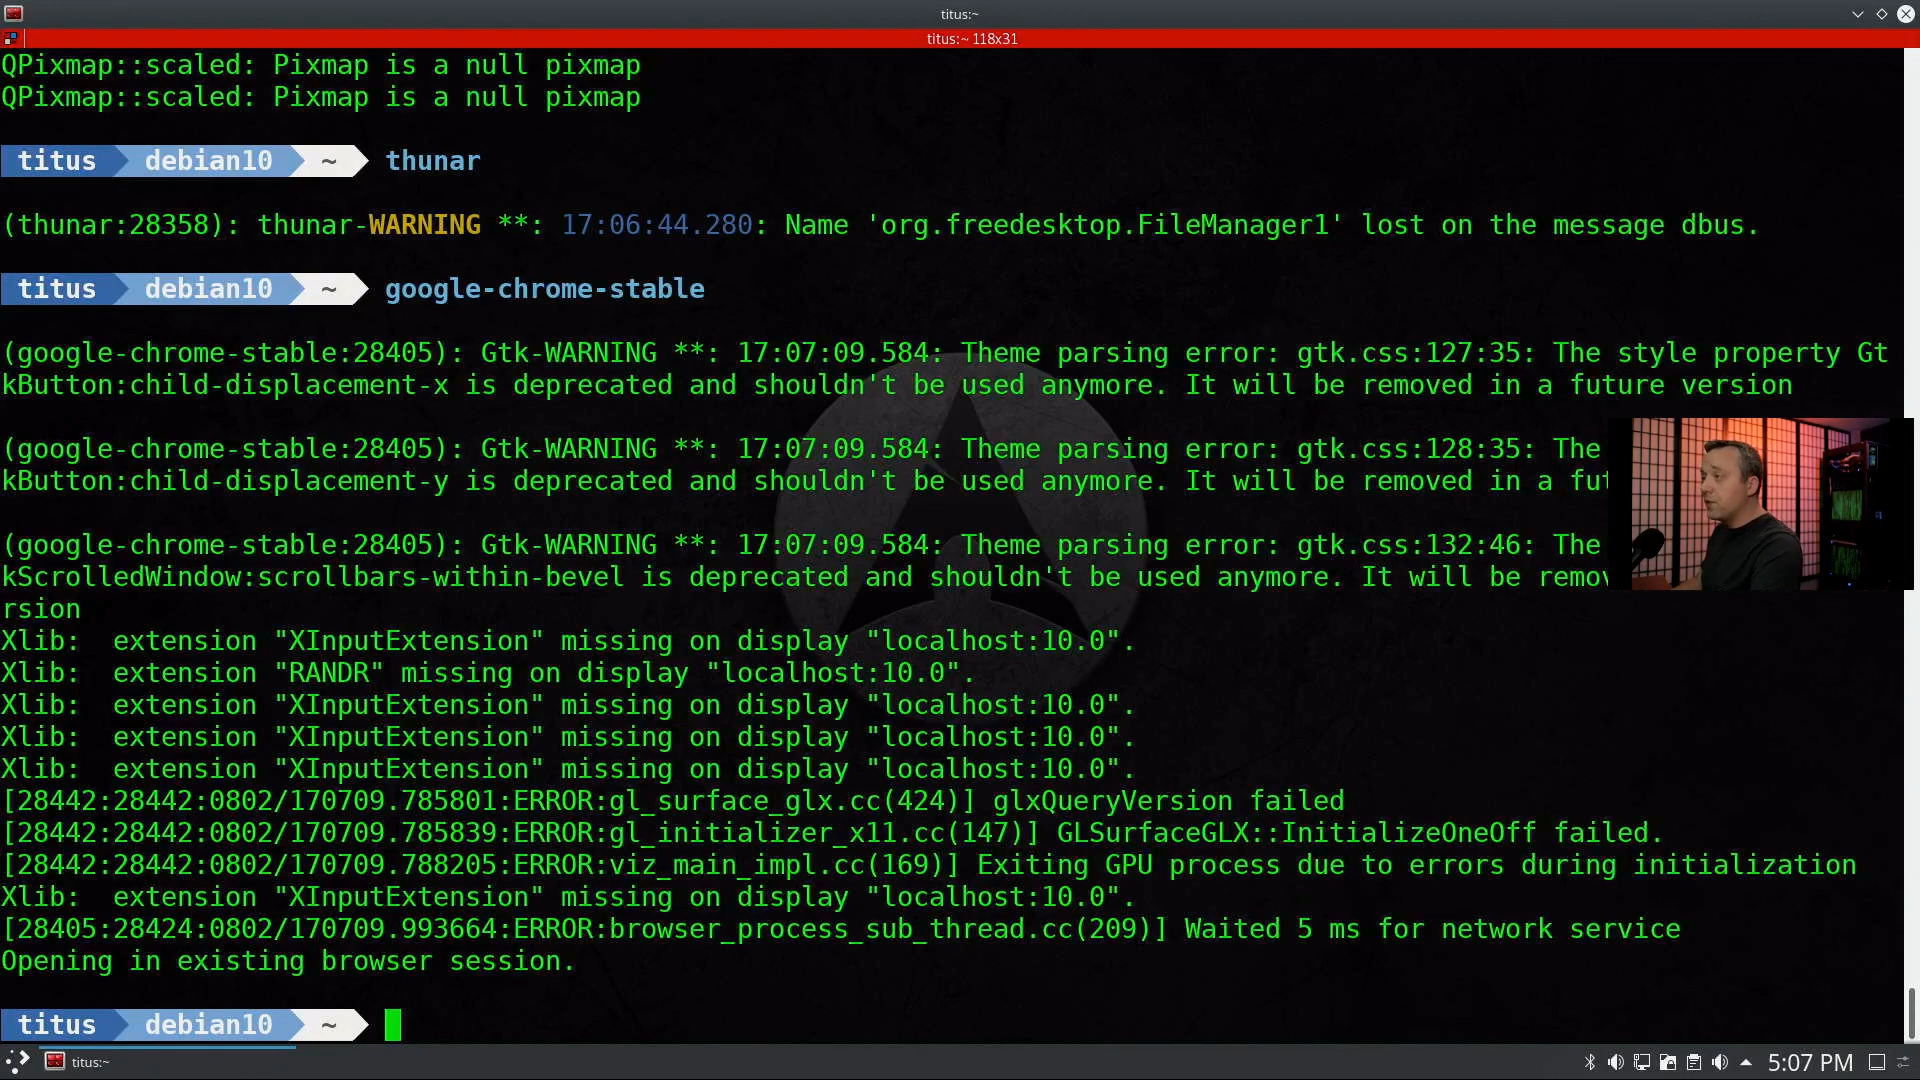 titus:~
titus:~ 118x31
QPixmap::scaled: Pixmap is a null pixmap
QPixmap::scaled: Pixmap is a null pixmap
titus debian10 ~ thunar
(thunar:28358): thunar-WARNING **: 17:06:44.280: Name 'org.freedesktop.FileManager1' lost on the message dbus.
titus debian10 ~ google-chrome-stable
(google-chrome-stable:28405): Gtk-WARNING **: 17:07:09.584: Theme parsing error: gtk.css:127:35: The style property Gt
kButton:child-displacement-x is deprecated and shouldn't be used anymore. It will be removed in a future version
(google-chrome-stable:28405): Gtk-WARNING **: 17:07:09.584: Theme parsing error: gtk.css:128:35: The
kButton:child-displacement-y is deprecated and shouldn't be used anymore. It will be removed in a fut
(google-chrome-stable:28405): Gtk-WARNING **: 17:07:09.584: Theme parsing error: gtk.css:132:46: The
kScrolledWindow:scrollbars-within-bevel is deprecated and shouldn't be used anymore. It will be remov
rsion
Xlib:  extension "XInputExtension" missing on display "localhost:10.0".
Xlib:  extension "RANDR" missing on display "localhost:10.0".
Xlib:  extension "XInputExtension" missing on display "localhost:10.0".
Xlib:  extension "XInputExtension" missing on display "localhost:10.0".
Xlib:  extension "XInputExtension" missing on display "localhost:10.0".
[28442:28442:0802/170709.785801:ERROR:gl_surface_glx.cc(424)] glxQueryVersion failed
[28442:28442:0802/170709.785839:ERROR:gl_initializer_x11.cc(147)] GLSurfaceGLX::InitializeOneOff failed.
[28442:28442:0802/170709.788205:ERROR:viz_main_impl.cc(169)] Exiting GPU process due to errors during initialization
Xlib:  extension "XInputExtension" missing on display "localhost:10.0".
[28405:28424:0802/170709.993664:ERROR:browser_process_sub_thread.cc(209)] Waited 5 ms for network service
Opening in existing browser session.
titus debian10 ~
titus:~
5:07 PM